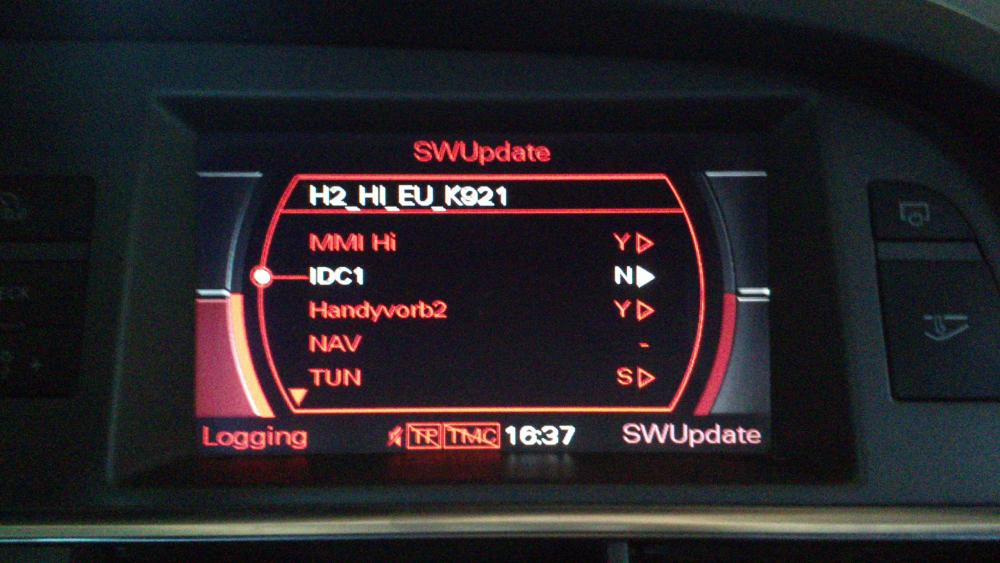 SWUpdate
H2_HI_EU_K921
MMI Hi Y
IDC1 N
Handyvorb2 Y
NAV -
TUN S
Logging TP TMC 16:37 SWUpdate